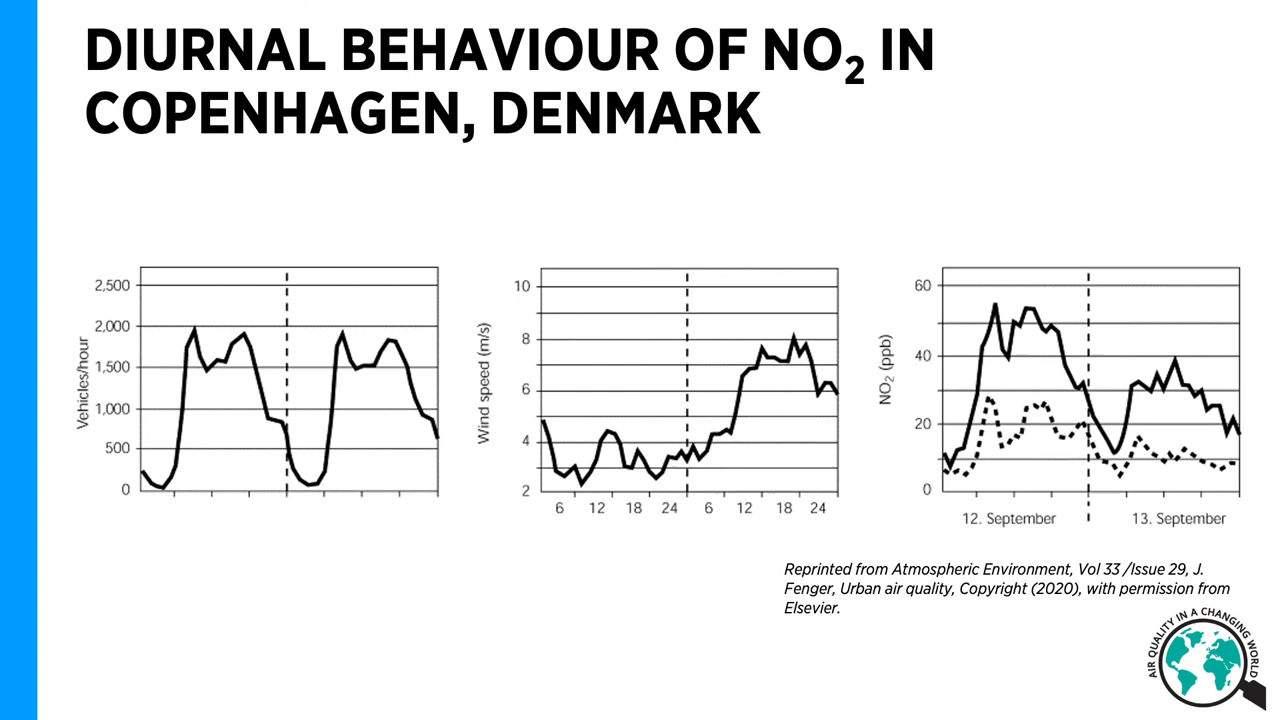 DIURNAL BEHAVIOUR OF NO₂ IN
COPENHAGEN, DENMARK
Vehicles/hour
2,500
2,000
1,500
1,000
500
0
Wind speed (m/s)
10
8
6
4
2
6 12 18 24 6 12 18 24
NO₂ (ppb)
60
40
20
0
12. September 13. September
Reprinted from Atmospheric Environment, Vol 33 /Issue 29, J.
Fenger, Urban air quality, Copyright (2020), with permission from
Elsevier.
AIR QUALITY IN A CHANGING WORLD